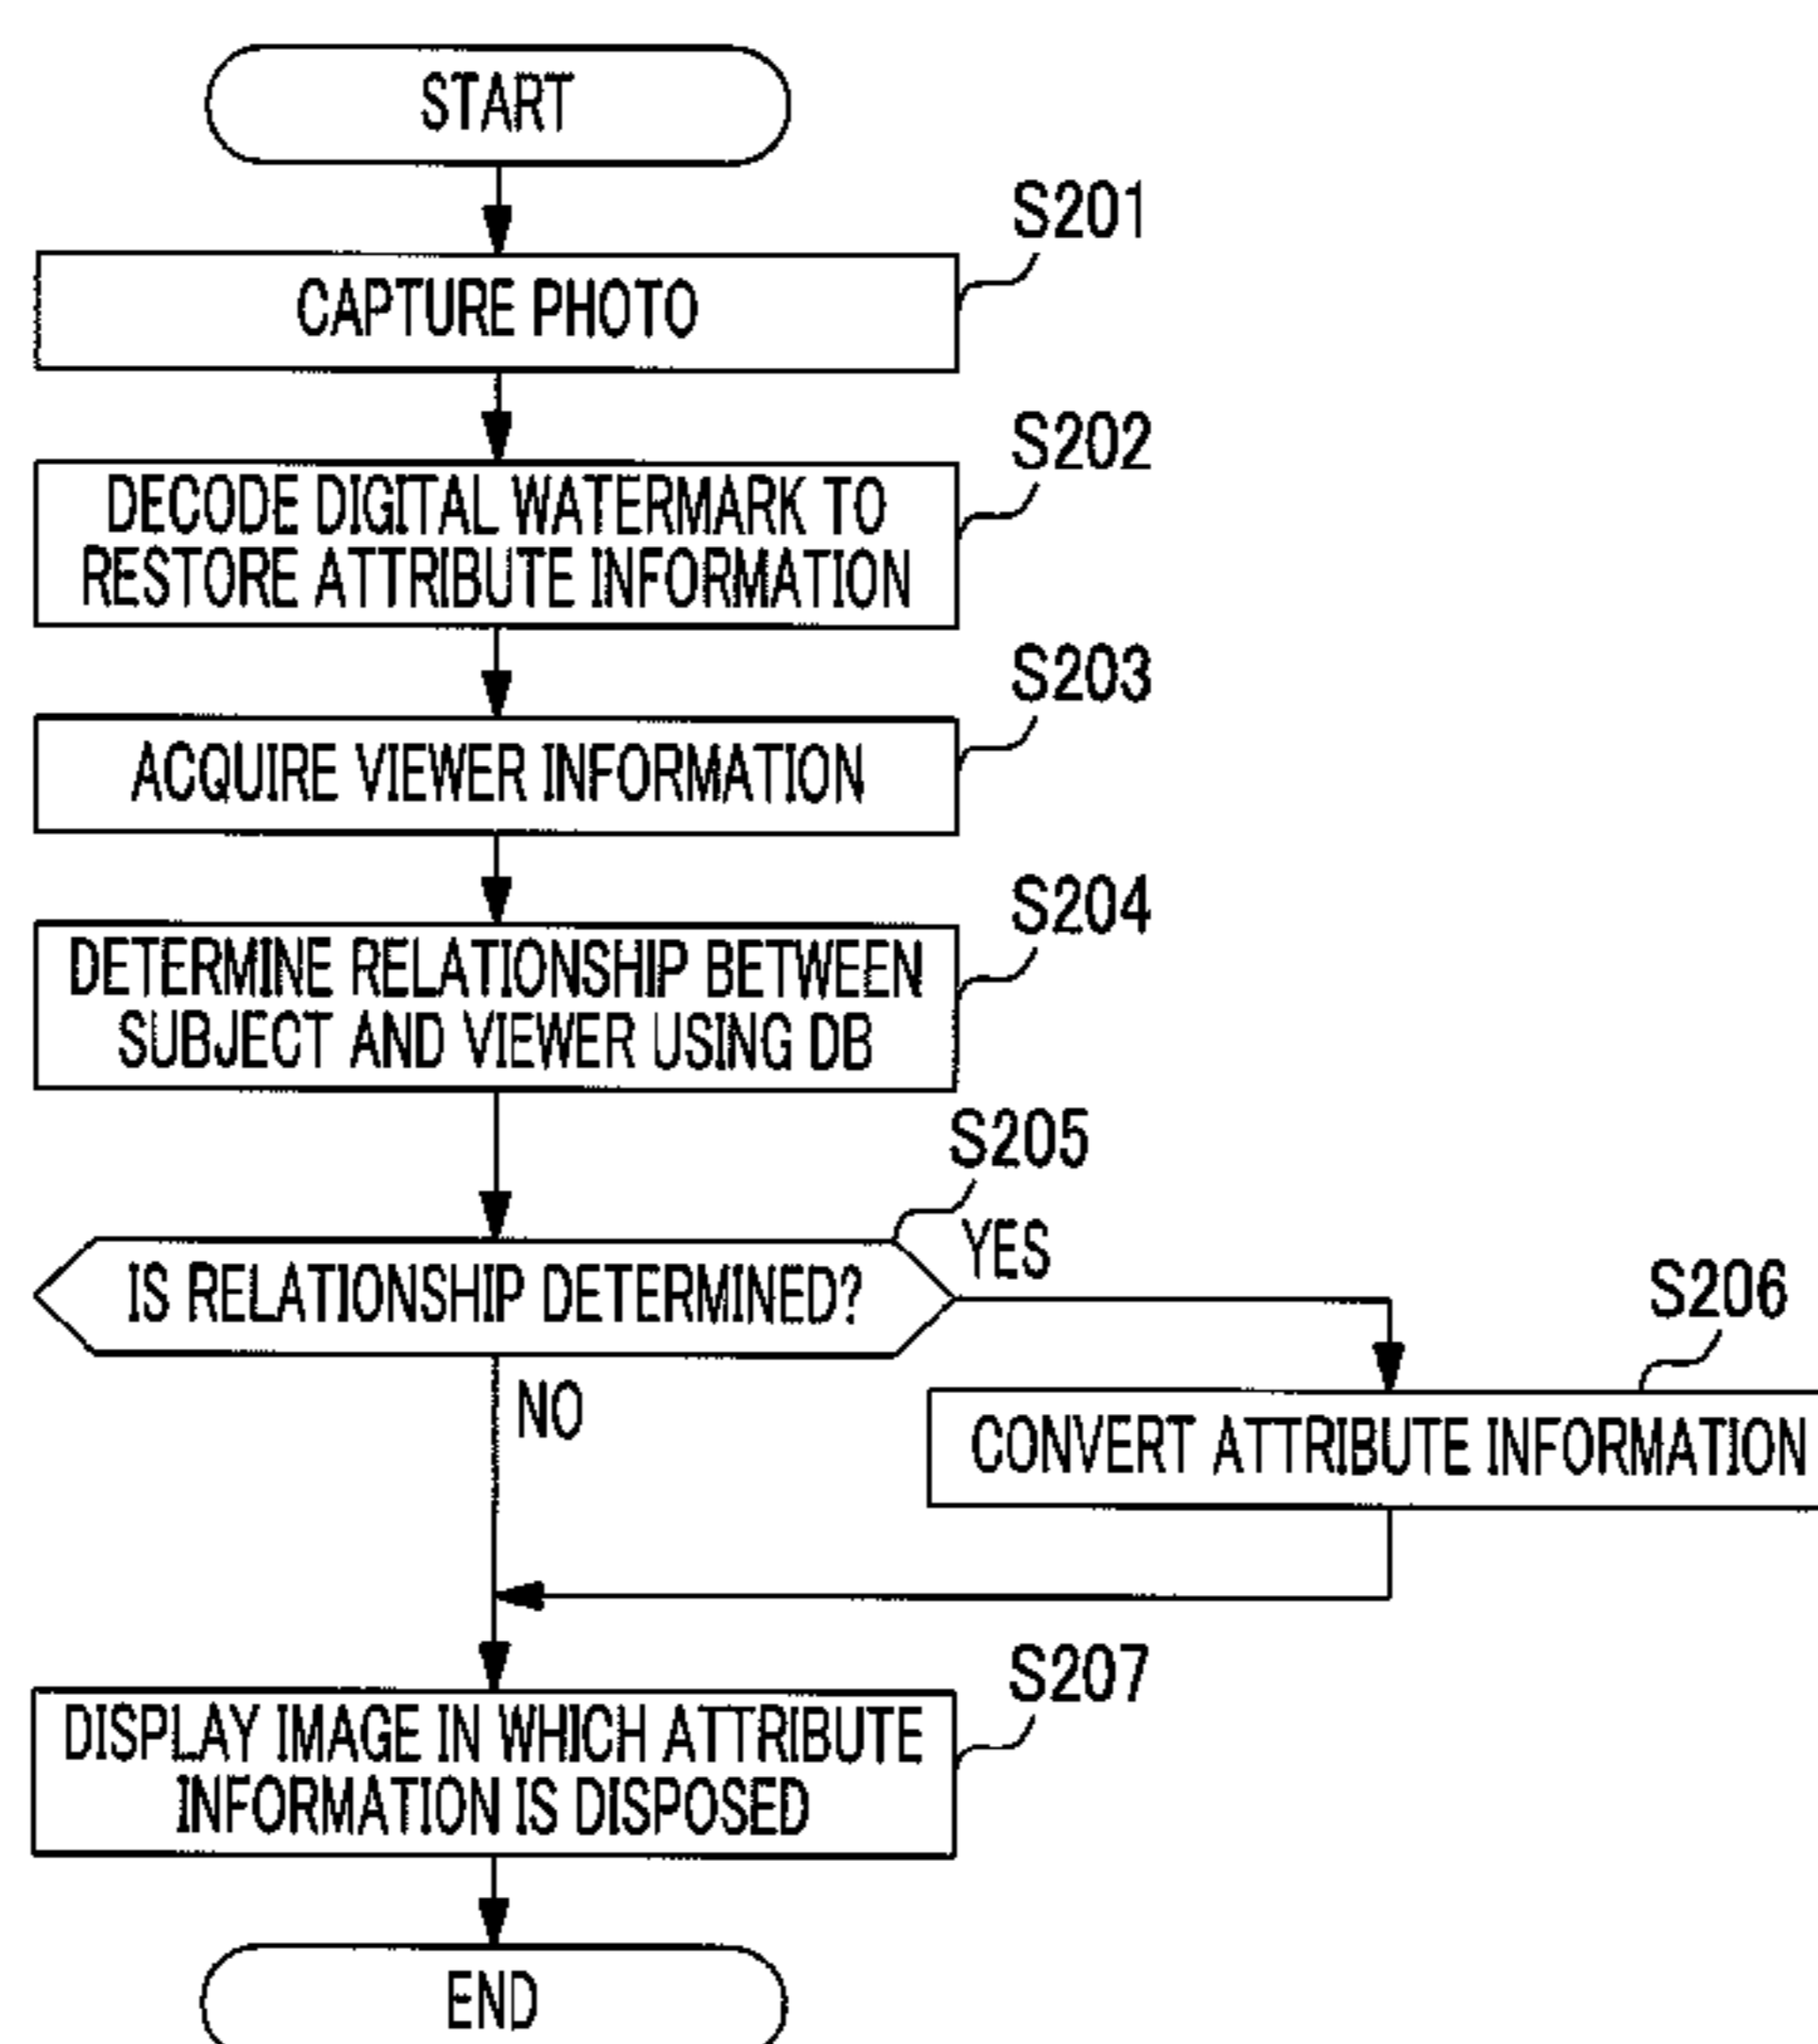 START
S201
CAPTURE PHOTO
S202
DECODE DIGITAL WATERMARK TO
RESTORE ATTRIBUTE INFORMATION
S203
ACQUIRE VIEWER INFORMATION
S204
DETERMINE RELATIONSHIP BETWEEN
SUBJECT AND VIEWER USING DB
S205
IS RELATIONSHIP DETERMINED?
YES
NO
S206
CONVERT ATTRIBUTE INFORMATION
S207
DISPLAY IMAGE IN WHICH ATTRIBUTE
INFORMATION IS DISPOSED
END